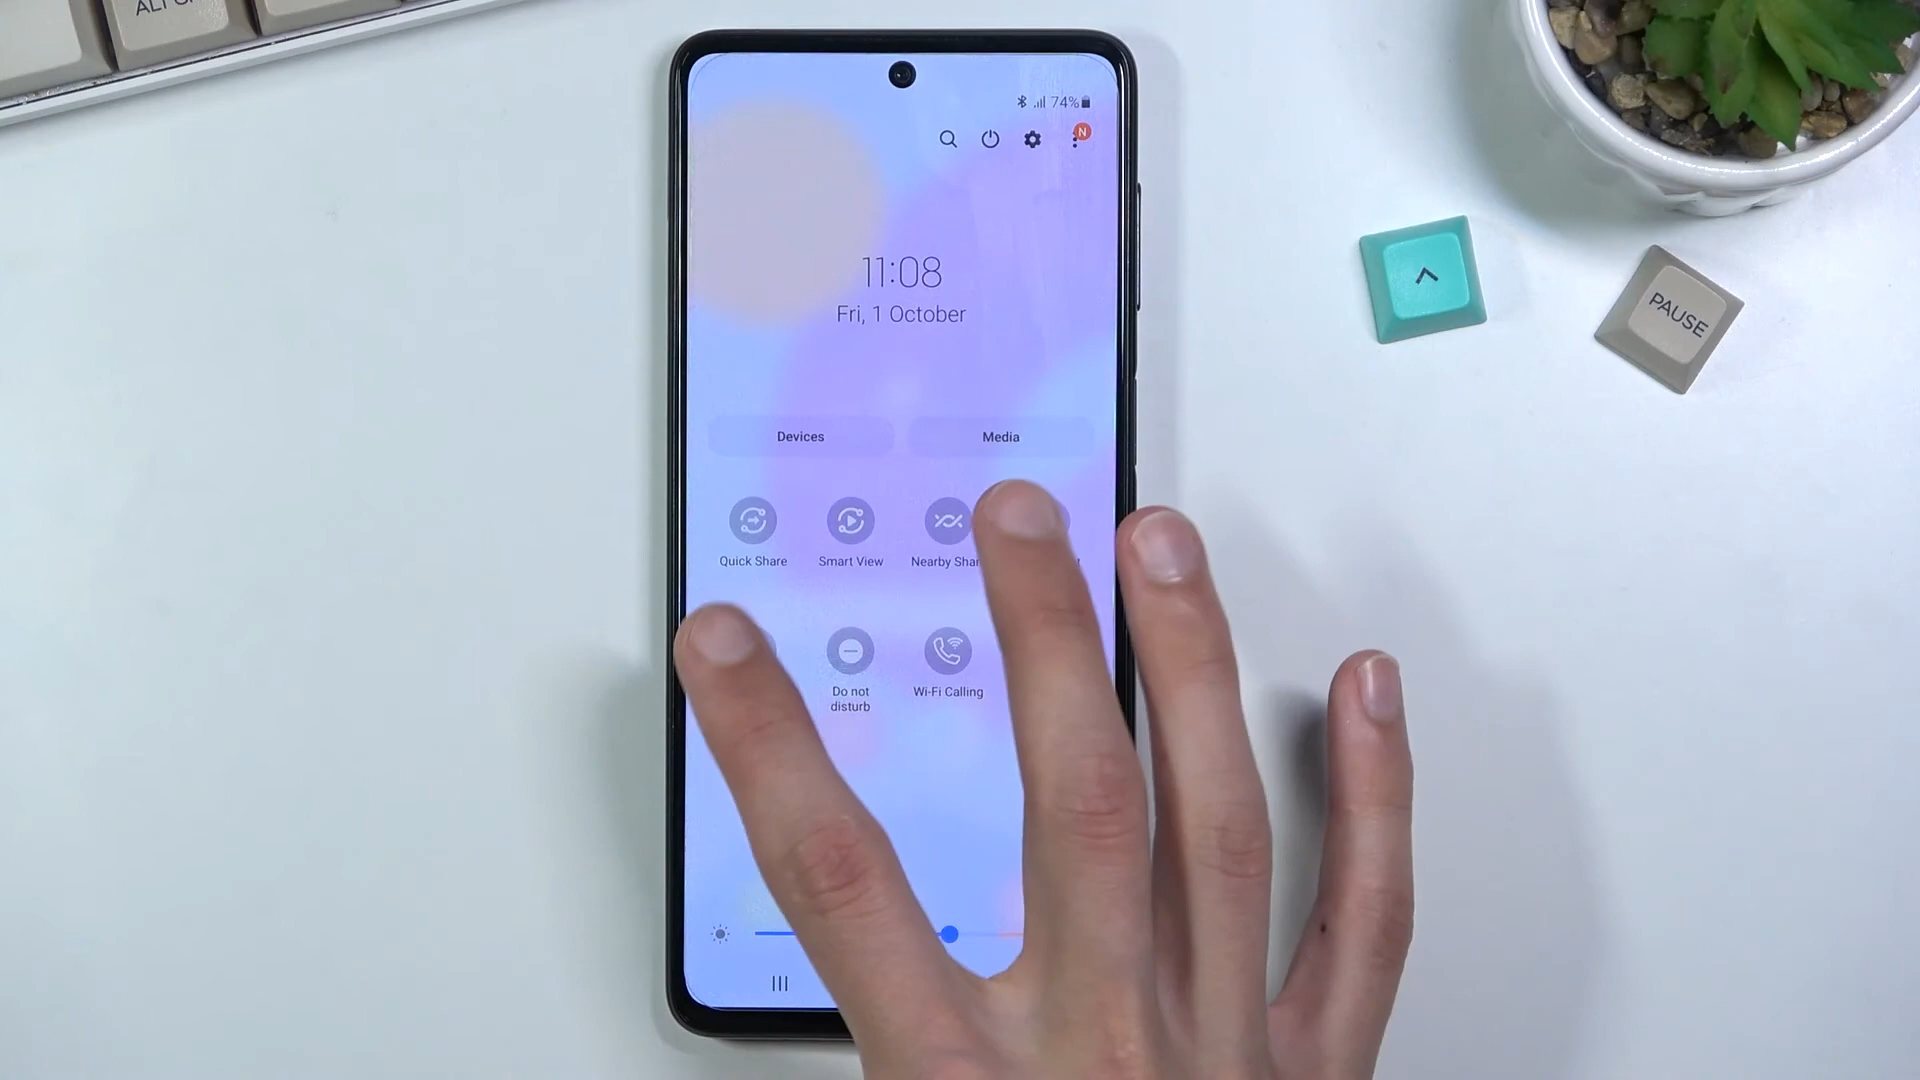 74%
N
11:08
Fri, 1 October
Devices
Media
Quick Share
Smart View
Nearby
Do not
disturb
Wi-Fi Calling
PAUSE